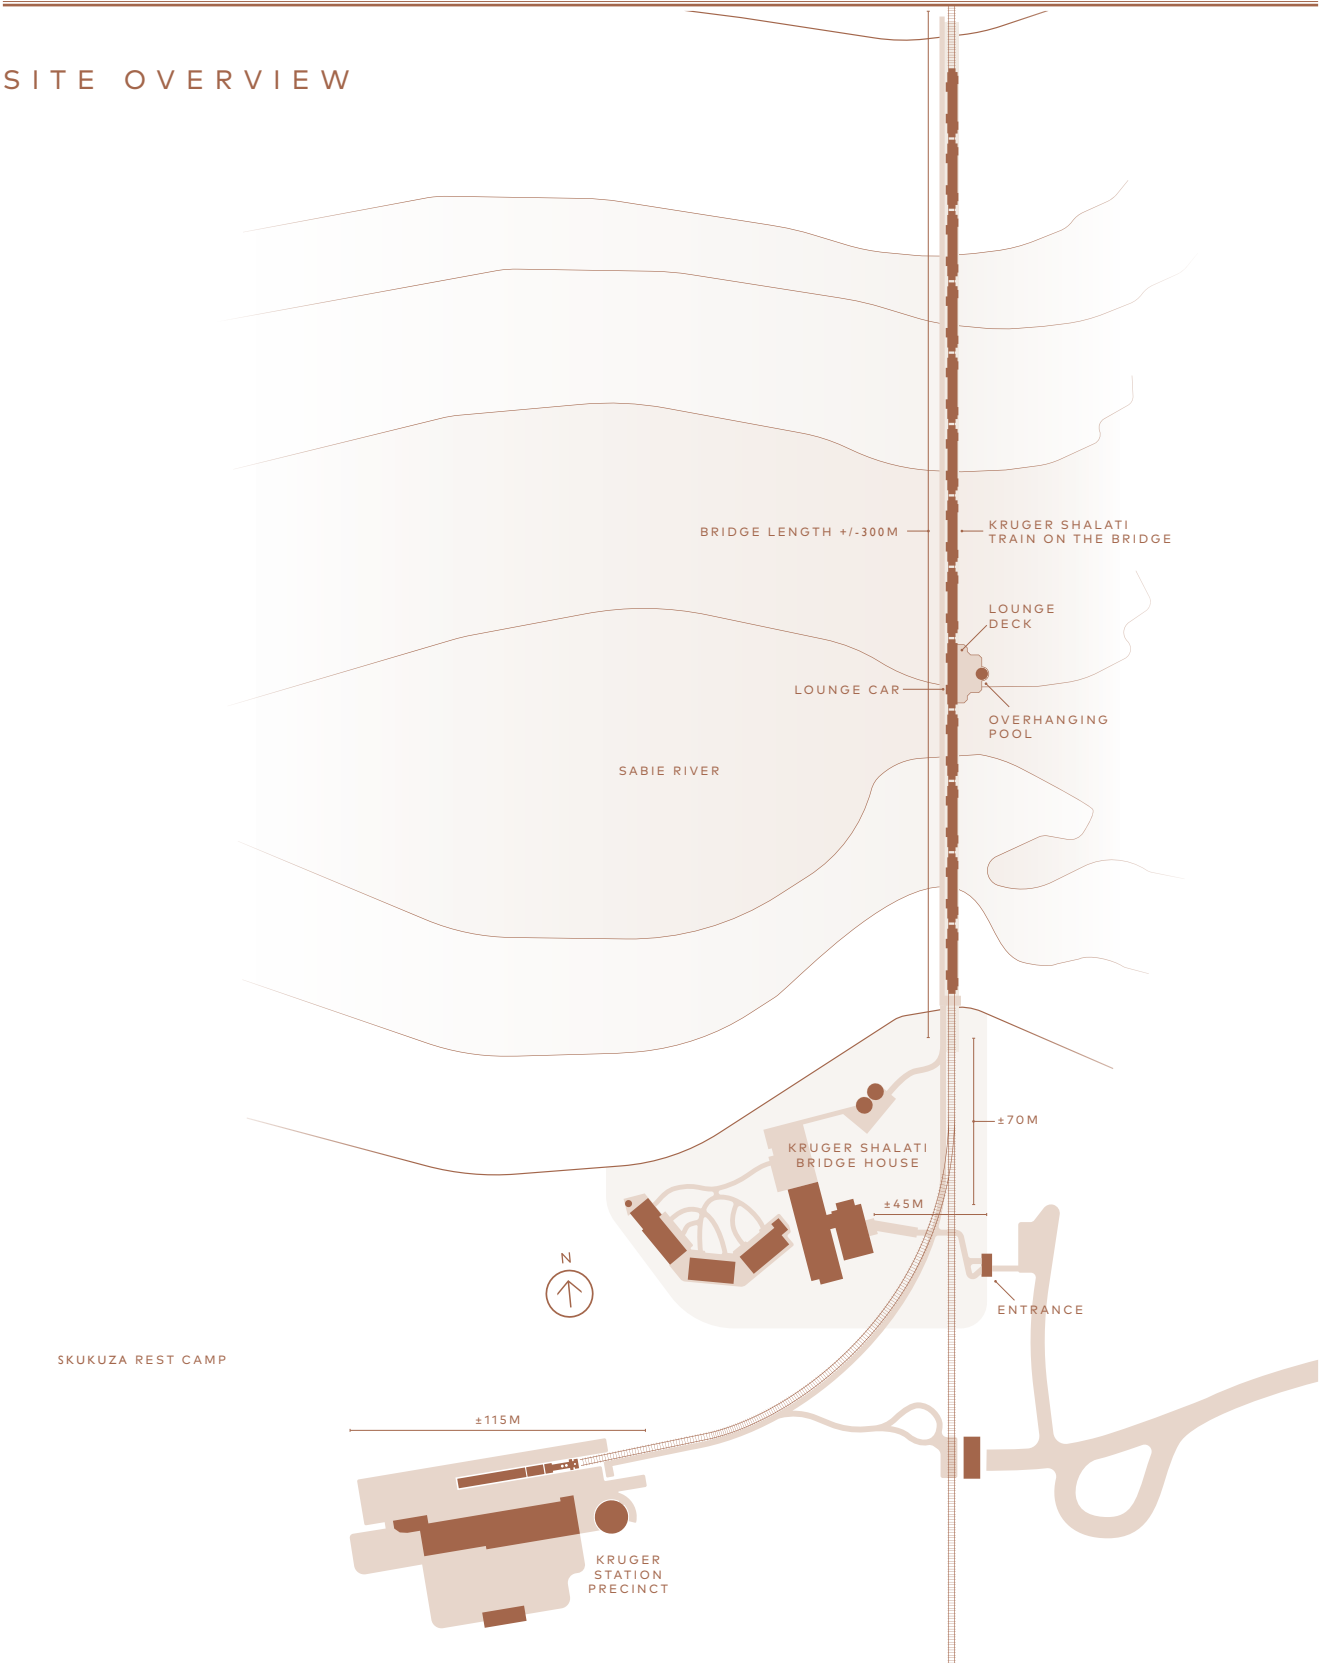 SITE OVERVIEW
BRIDGE LENGTH +/-300M
KRUGER SHALATI
TRAIN ON THE BRIDGE
LOUNGE
DECK
LOUNGE CAR
OVERHANGING
POOL
SABIE RIVER
±70M
KRUGER SHALATI
BRIDGE HOUSE
±45M
N
ENTRANCE
SKUKUZA REST CAMP
±115M
KRUGER
STATION
PRECINCT